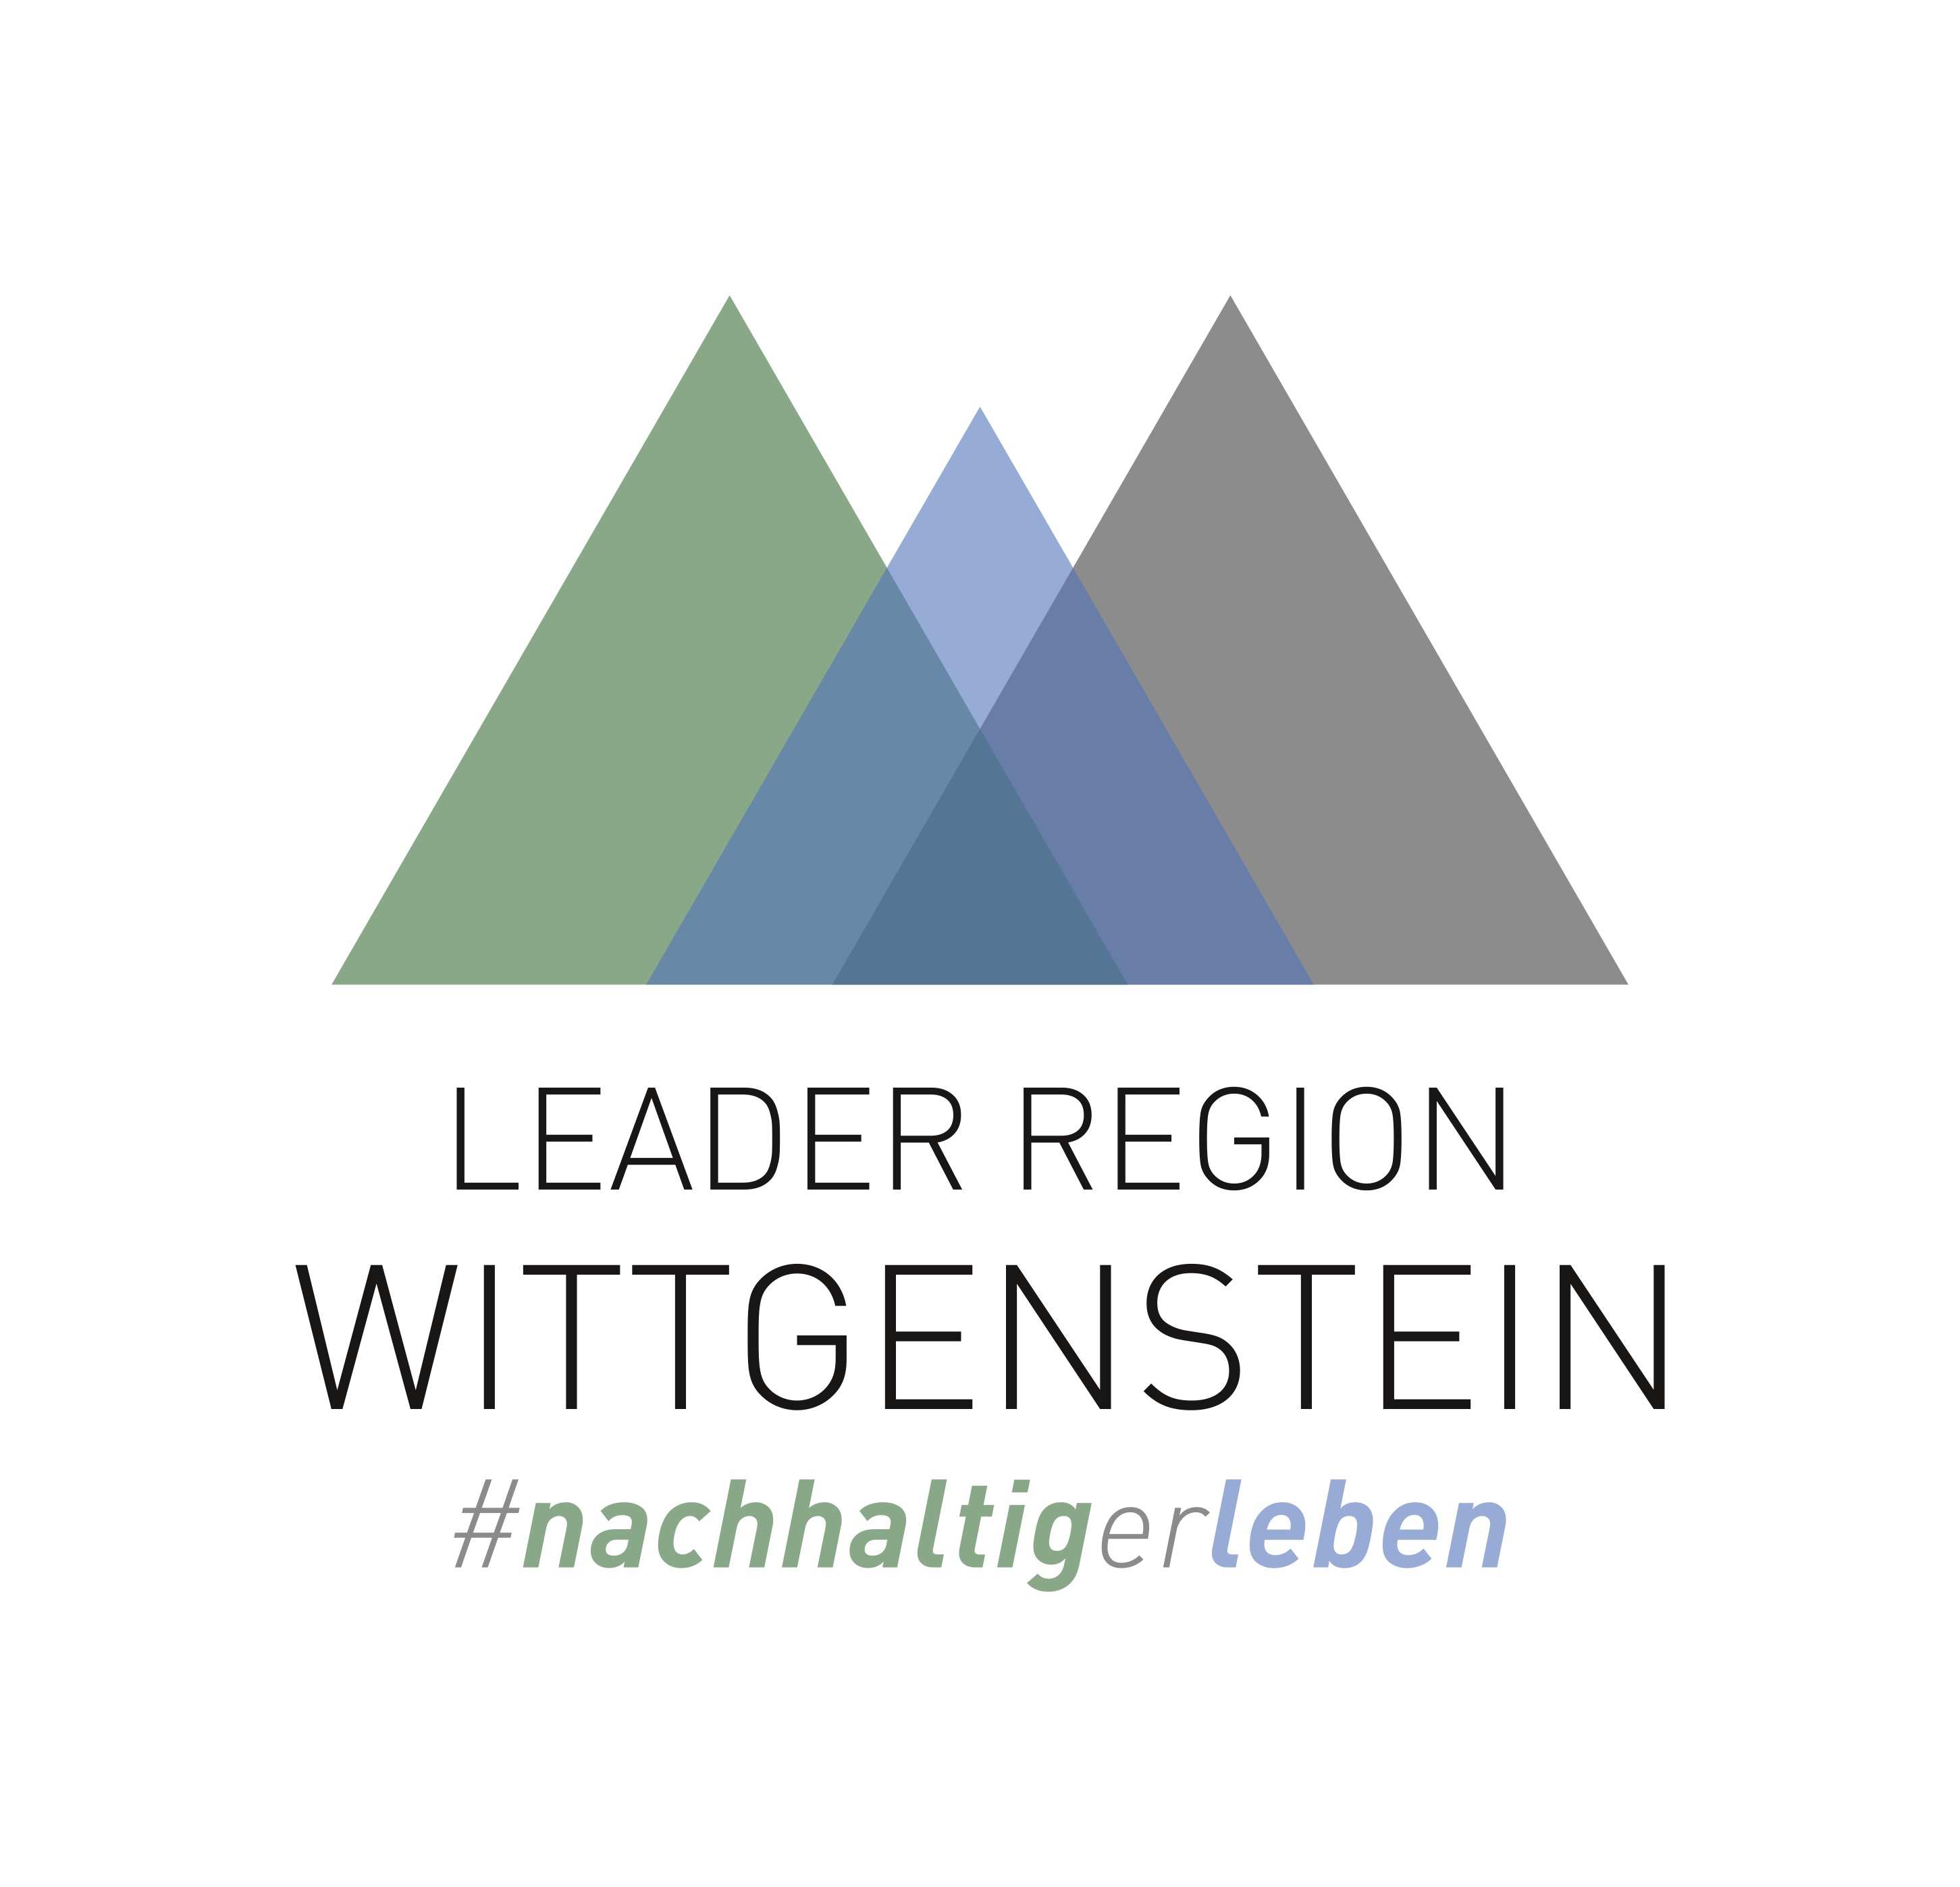 LEADER REGION
WITTGENSTEIN
#nachhaltigerleben